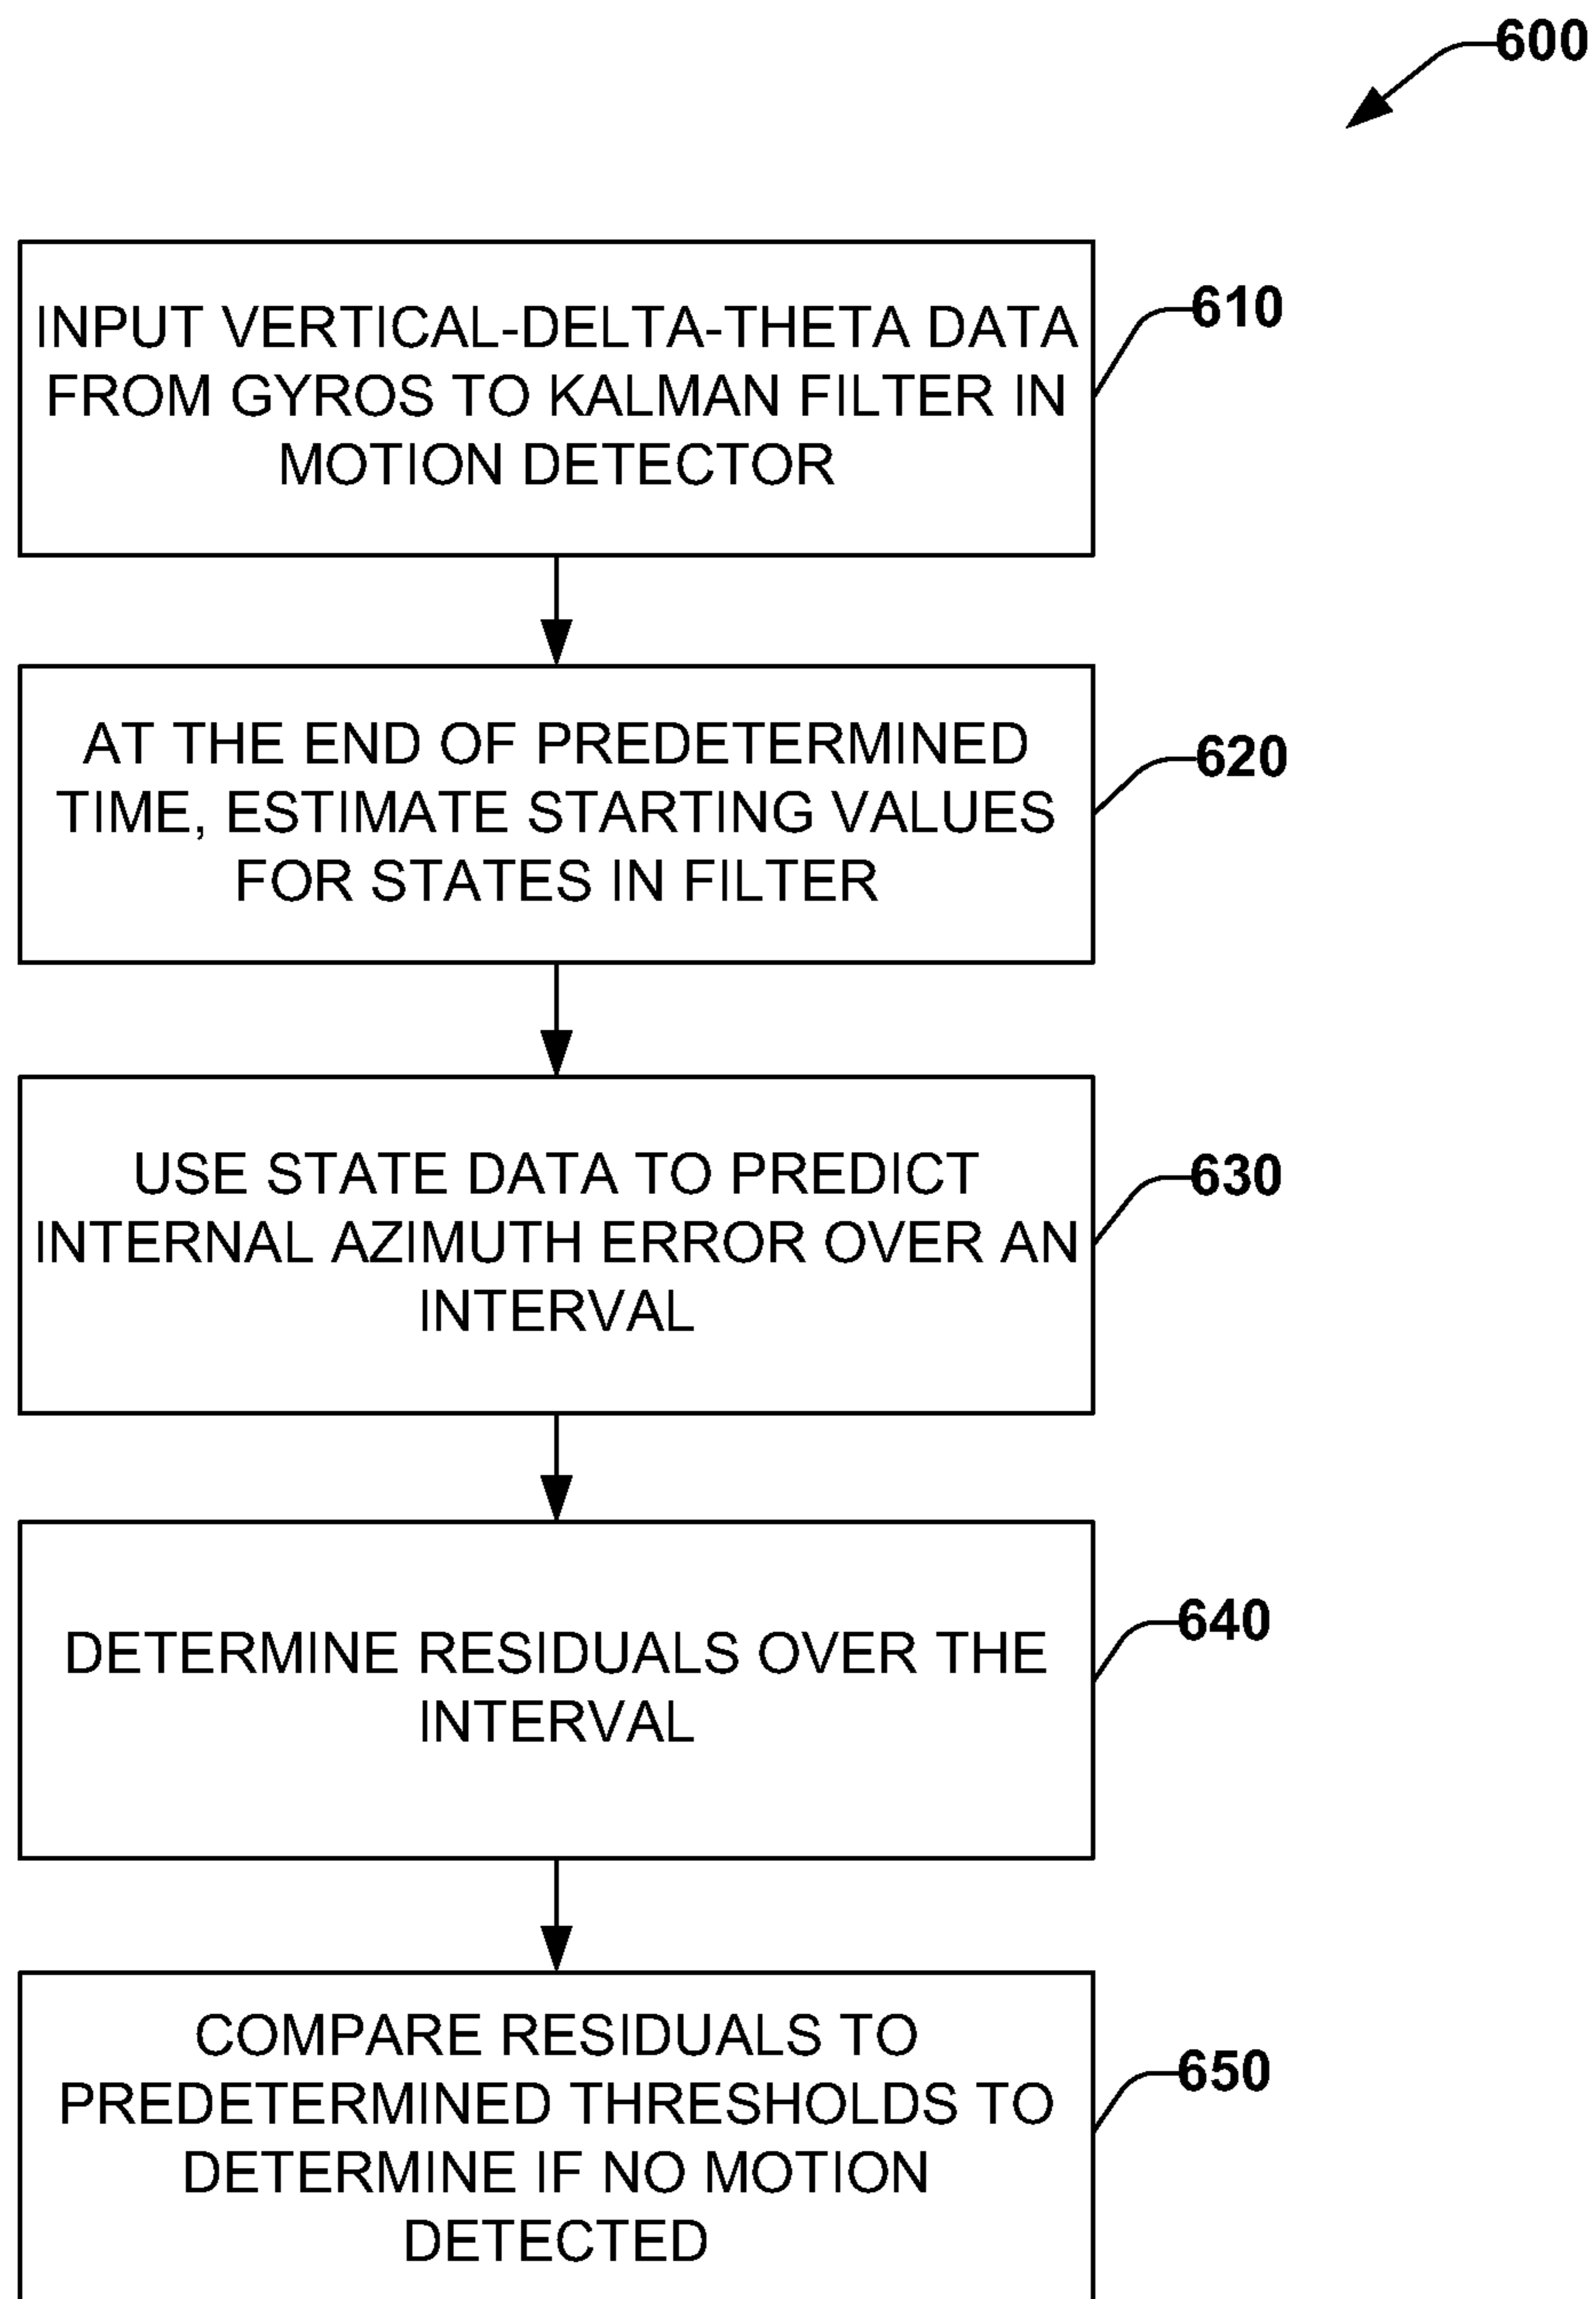 600
INPUT VERTICAL-DELTA-THETA DATA
FROM GYROS TO KALMAN FILTER IN
MOTION DETECTOR
610
AT THE END OF PREDETERMINED
TIME, ESTIMATE STARTING VALUES
FOR STATES IN FILTER
620
USE STATE DATA TO PREDICT
INTERNAL AZIMUTH ERROR OVER AN
INTERVAL
630
DETERMINE RESIDUALS OVER THE
INTERVAL
640
COMPARE RESIDUALS TO
PREDETERMINED THRESHOLDS TO
DETERMINE IF NO MOTION
DETECTED
650